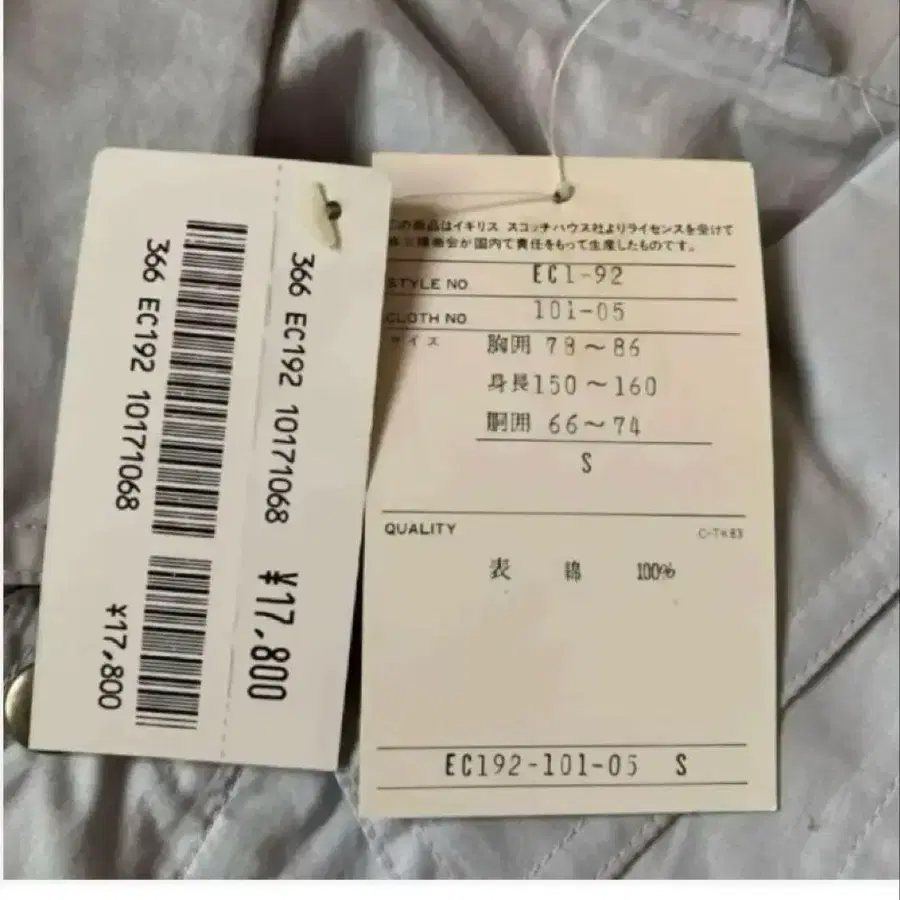 366 EC192 10171068
¥17,800
366 EC192 10171068
¥17,800
の商品はイギリス スコッチハウス社よりライセンスを受けて
三陽商会が国内で責任をもって生産したものです。
STYLE NO EC1-92
CLOTH NO 101-05
サイズ 胸囲 78～86
身長 150～160
胴囲 66～74
S
QUALITY C-TK83
表 綿 100%
EC192-101-05 S